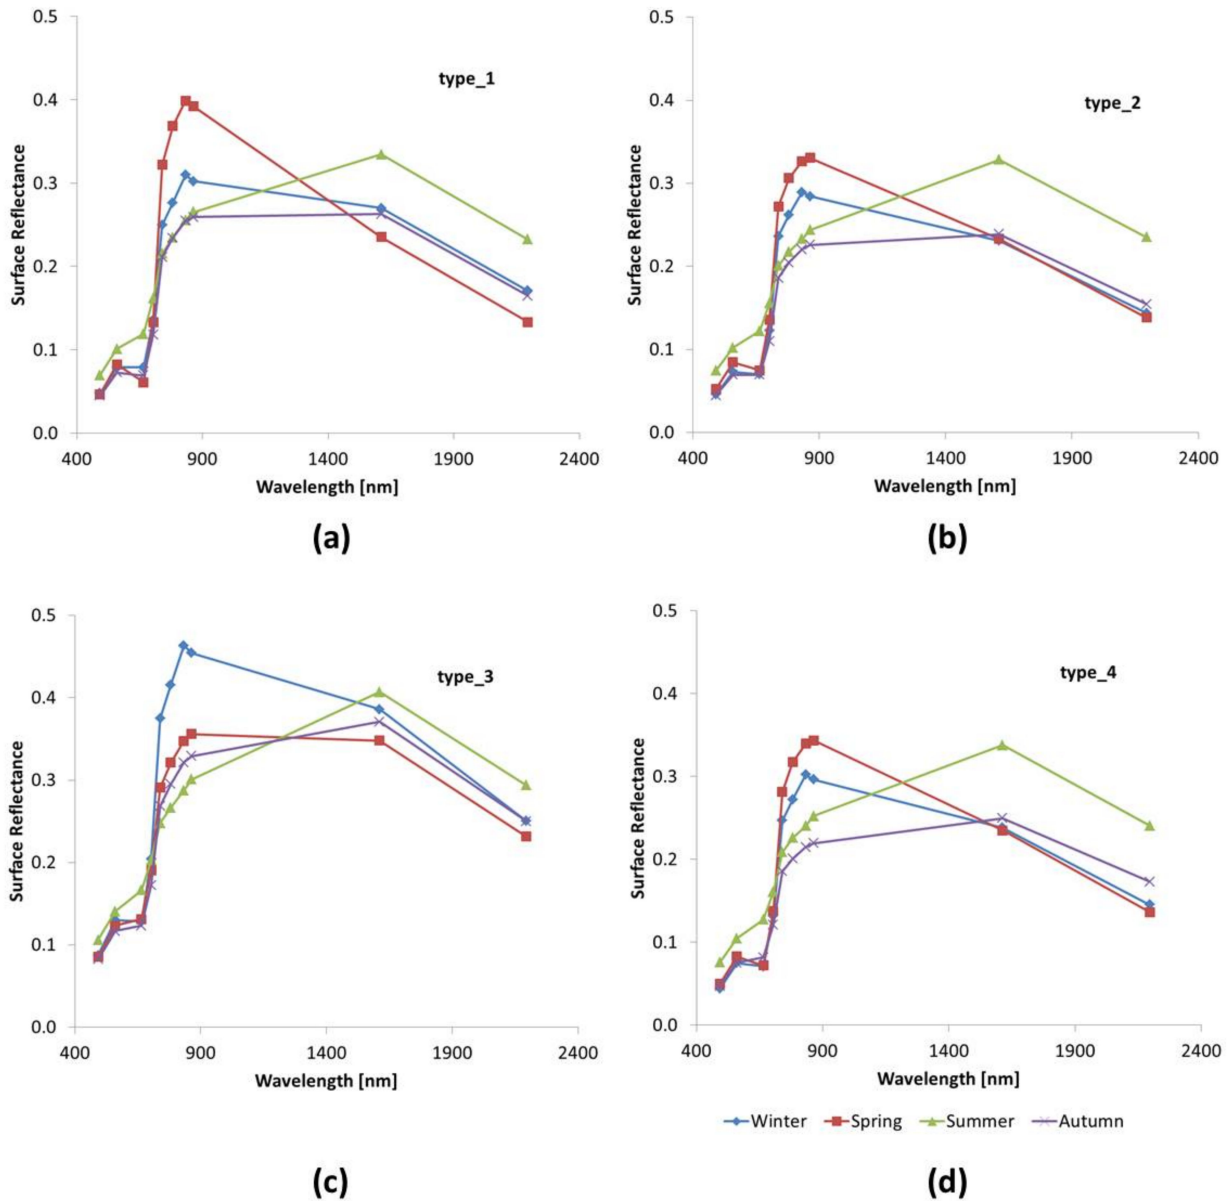 0.5
0.4
0.3
0.2
0.1
0.0
Surface Reflectance
type_1
400 900 1400 1900 2400
Wavelength [nm]
(a)
0.5
0.4
0.3
0.2
0.1
0.0
Surface Reflectance
type_2
400 900 1400 1900 2400
Wavelength [nm]
(b)
0.5
0.4
0.3
0.2
0.1
0.0
Surface Reflectance
type_3
400 900 1400 1900 2400
Wavelength [nm]
(c)
0.5
0.4
0.3
0.2
0.1
0.0
Surface Reflectance
type_4
400 900 1400 1900 2400
Wavelength [nm]
Winter Spring Summer Autumn
(d)